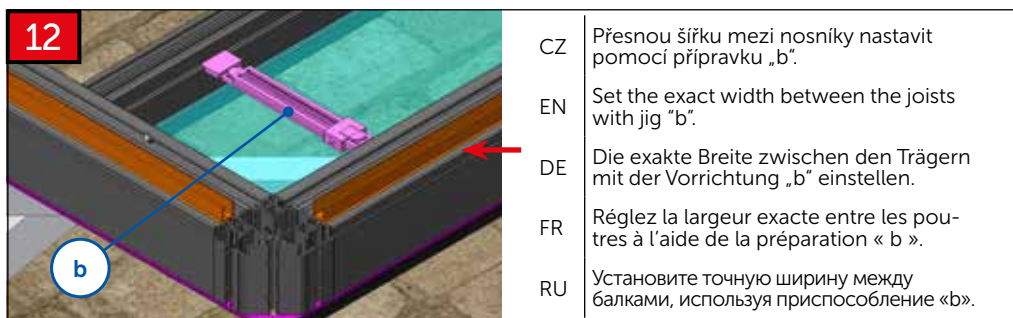 12
b
CZ
Přesnou šířku mezi nosníky nastavit
pomocí přípravku „b“.
EN
Set the exact width between the joists
with jig "b".
DE
Die exakte Breite zwischen den Trägern
mit der Vorrichtung „b“ einstellen.
FR
Réglez la largeur exacte entre les pou-
tres à l'aide de la préparation « b ».
RU
Установите точную ширину между
балками, используя приспособление «b».